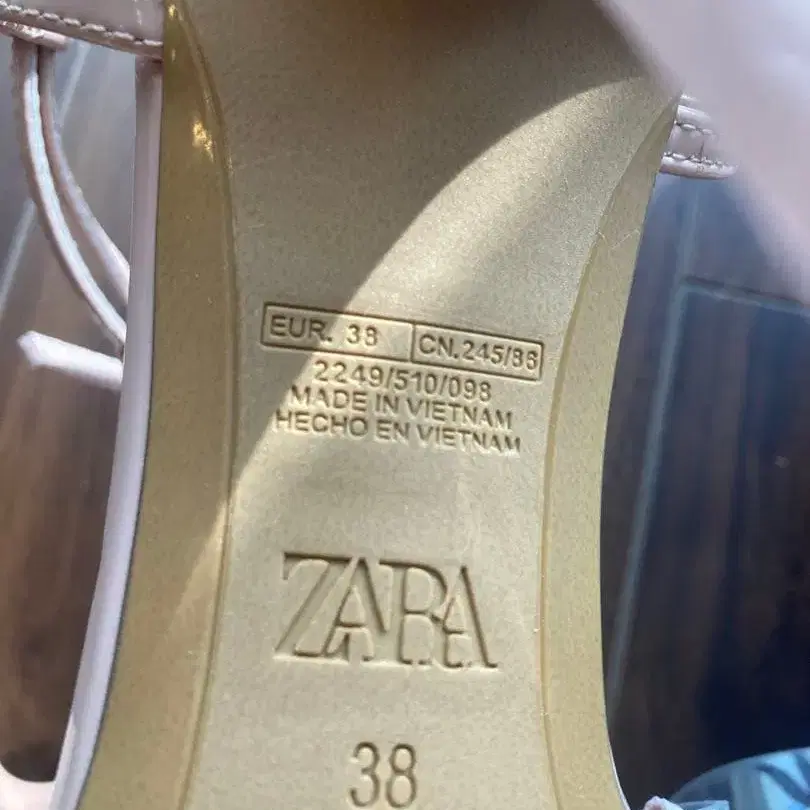 EUR. 38 CN.245/86
2249/510/098
MADE IN VIETNAM
HECHO EN VIETNAM
ZARA
38